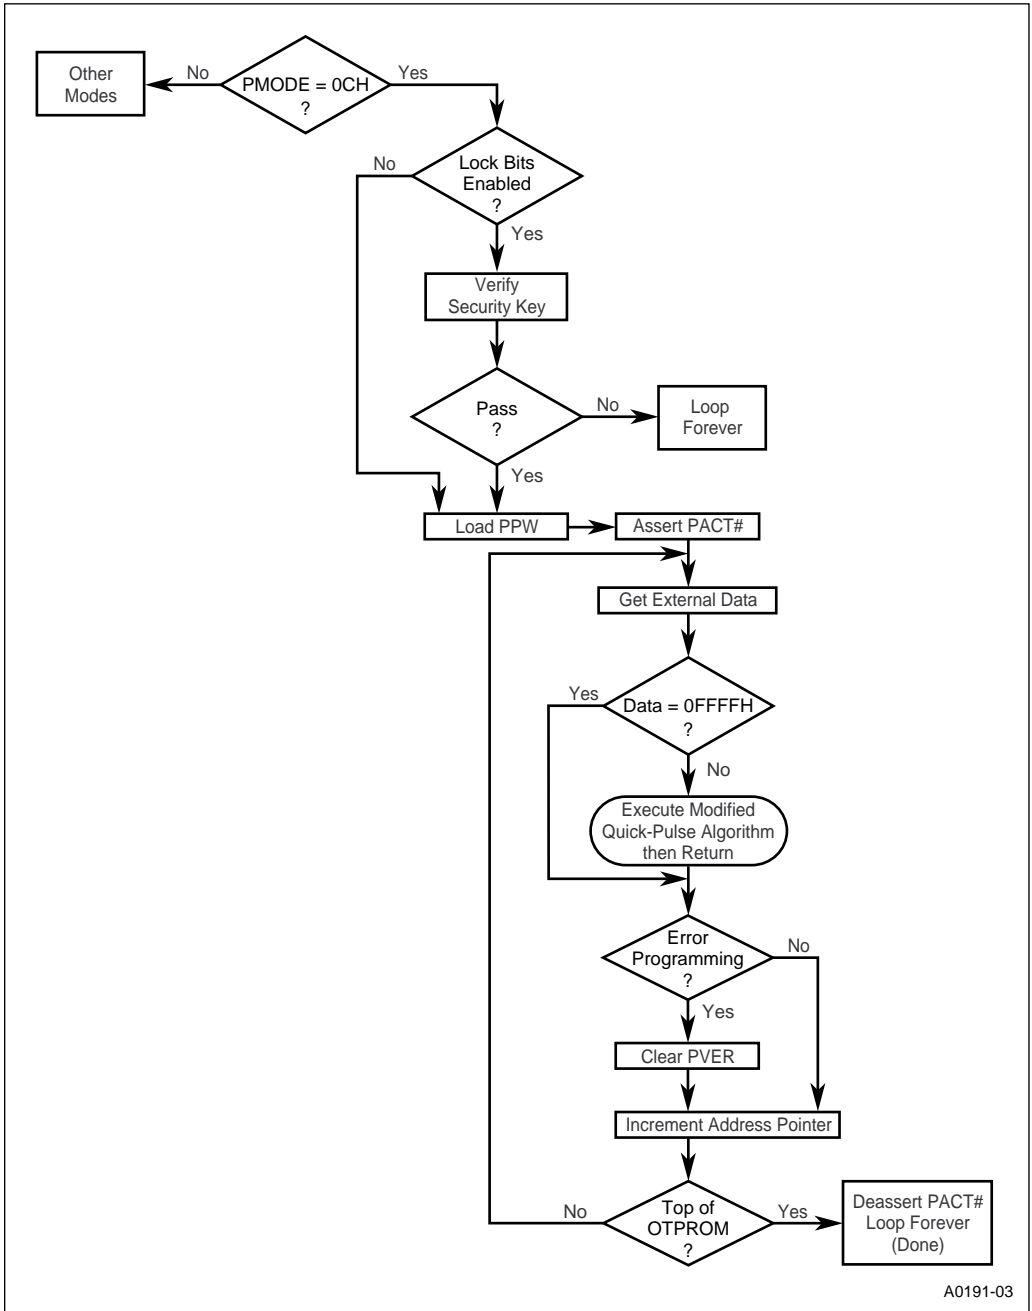 Other
Modes
No
PMODE = 0CH
?
Yes
No
Lock Bits
Enabled
?
Yes
Verify
Security Key
Pass
?
No
Loop
Forever
Yes
Load PPW
Assert PACT#
Get External Data
Yes
Data = 0FFFFH
?
No
Execute Modified
Quick-Pulse Algorithm
then Return
Error
Programming
?
No
Yes
Clear PVER
Increment Address Pointer
No
Top of
OTPROM
?
Yes
Deassert PACT#
Loop Forever
(Done)
A0191-03